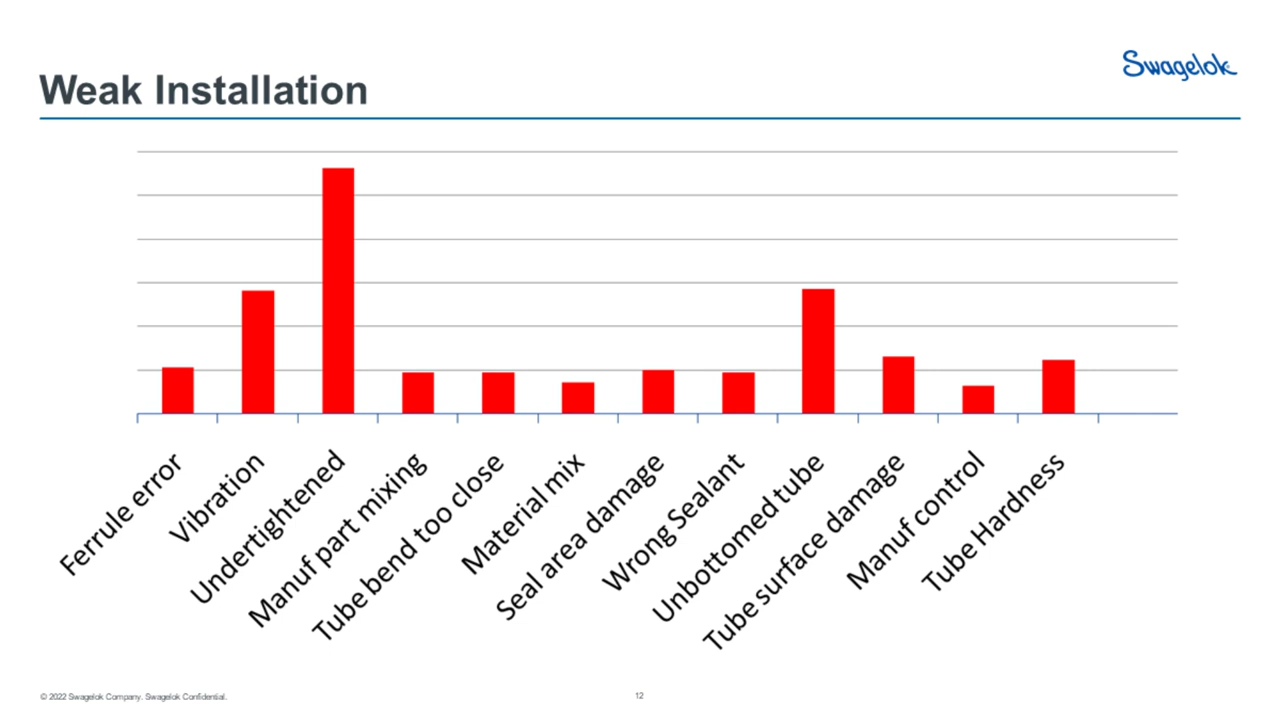 Swagelok
Weak Installation
Ferrule error
Vibration
Undertightened
Manuf part mixing
Tube bend too close
Material mix
Seal area damage
Wrong Sealant
Unbottomed tube
Tube surface damage
Manuf control
Tube Hardness
© 2022 Swagelok Company. Swagelok Confidential.
12